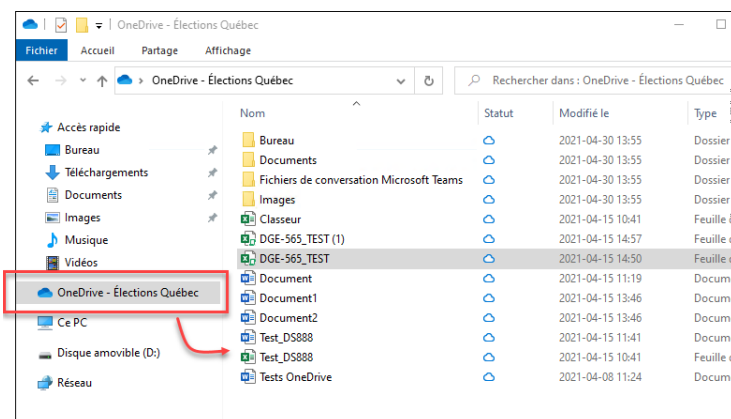 OneDrive - Élections Québec
Fichier Accueil Partage Affichage
OneDrive - Élections Québec Rechercher dans : OneDrive - Élections Québec
Nom Statut Modifié le Type
Accès rapide
Bureau
Téléchargements
Documents
Images
Musique
Vidéos
OneDrive - Élections Québec
Ce PC
Disque amovible (D:)
Réseau
Bureau 2021-04-30 13:55 Dossier
Documents 2021-04-30 13:55 Dossier
Fichiers de conversation Microsoft Teams 2021-04-30 13:55 Dossier
Images 2021-04-30 13:55 Dossier
Classeur 2021-04-15 10:41 Feuille
DGE-565_TEST (1) 2021-04-15 14:57 Feuille
DGE-565_TEST 2021-04-15 14:50 Feuille
Document 2021-04-15 11:19 Docum
Document1 2021-04-15 13:46 Docum
Document2 2021-04-15 13:46 Docum
Test_DS888 2021-04-15 11:41 Docum
Test_DS888 2021-04-15 10:41 Feuille
Tests OneDrive 2021-04-08 11:24 Docum